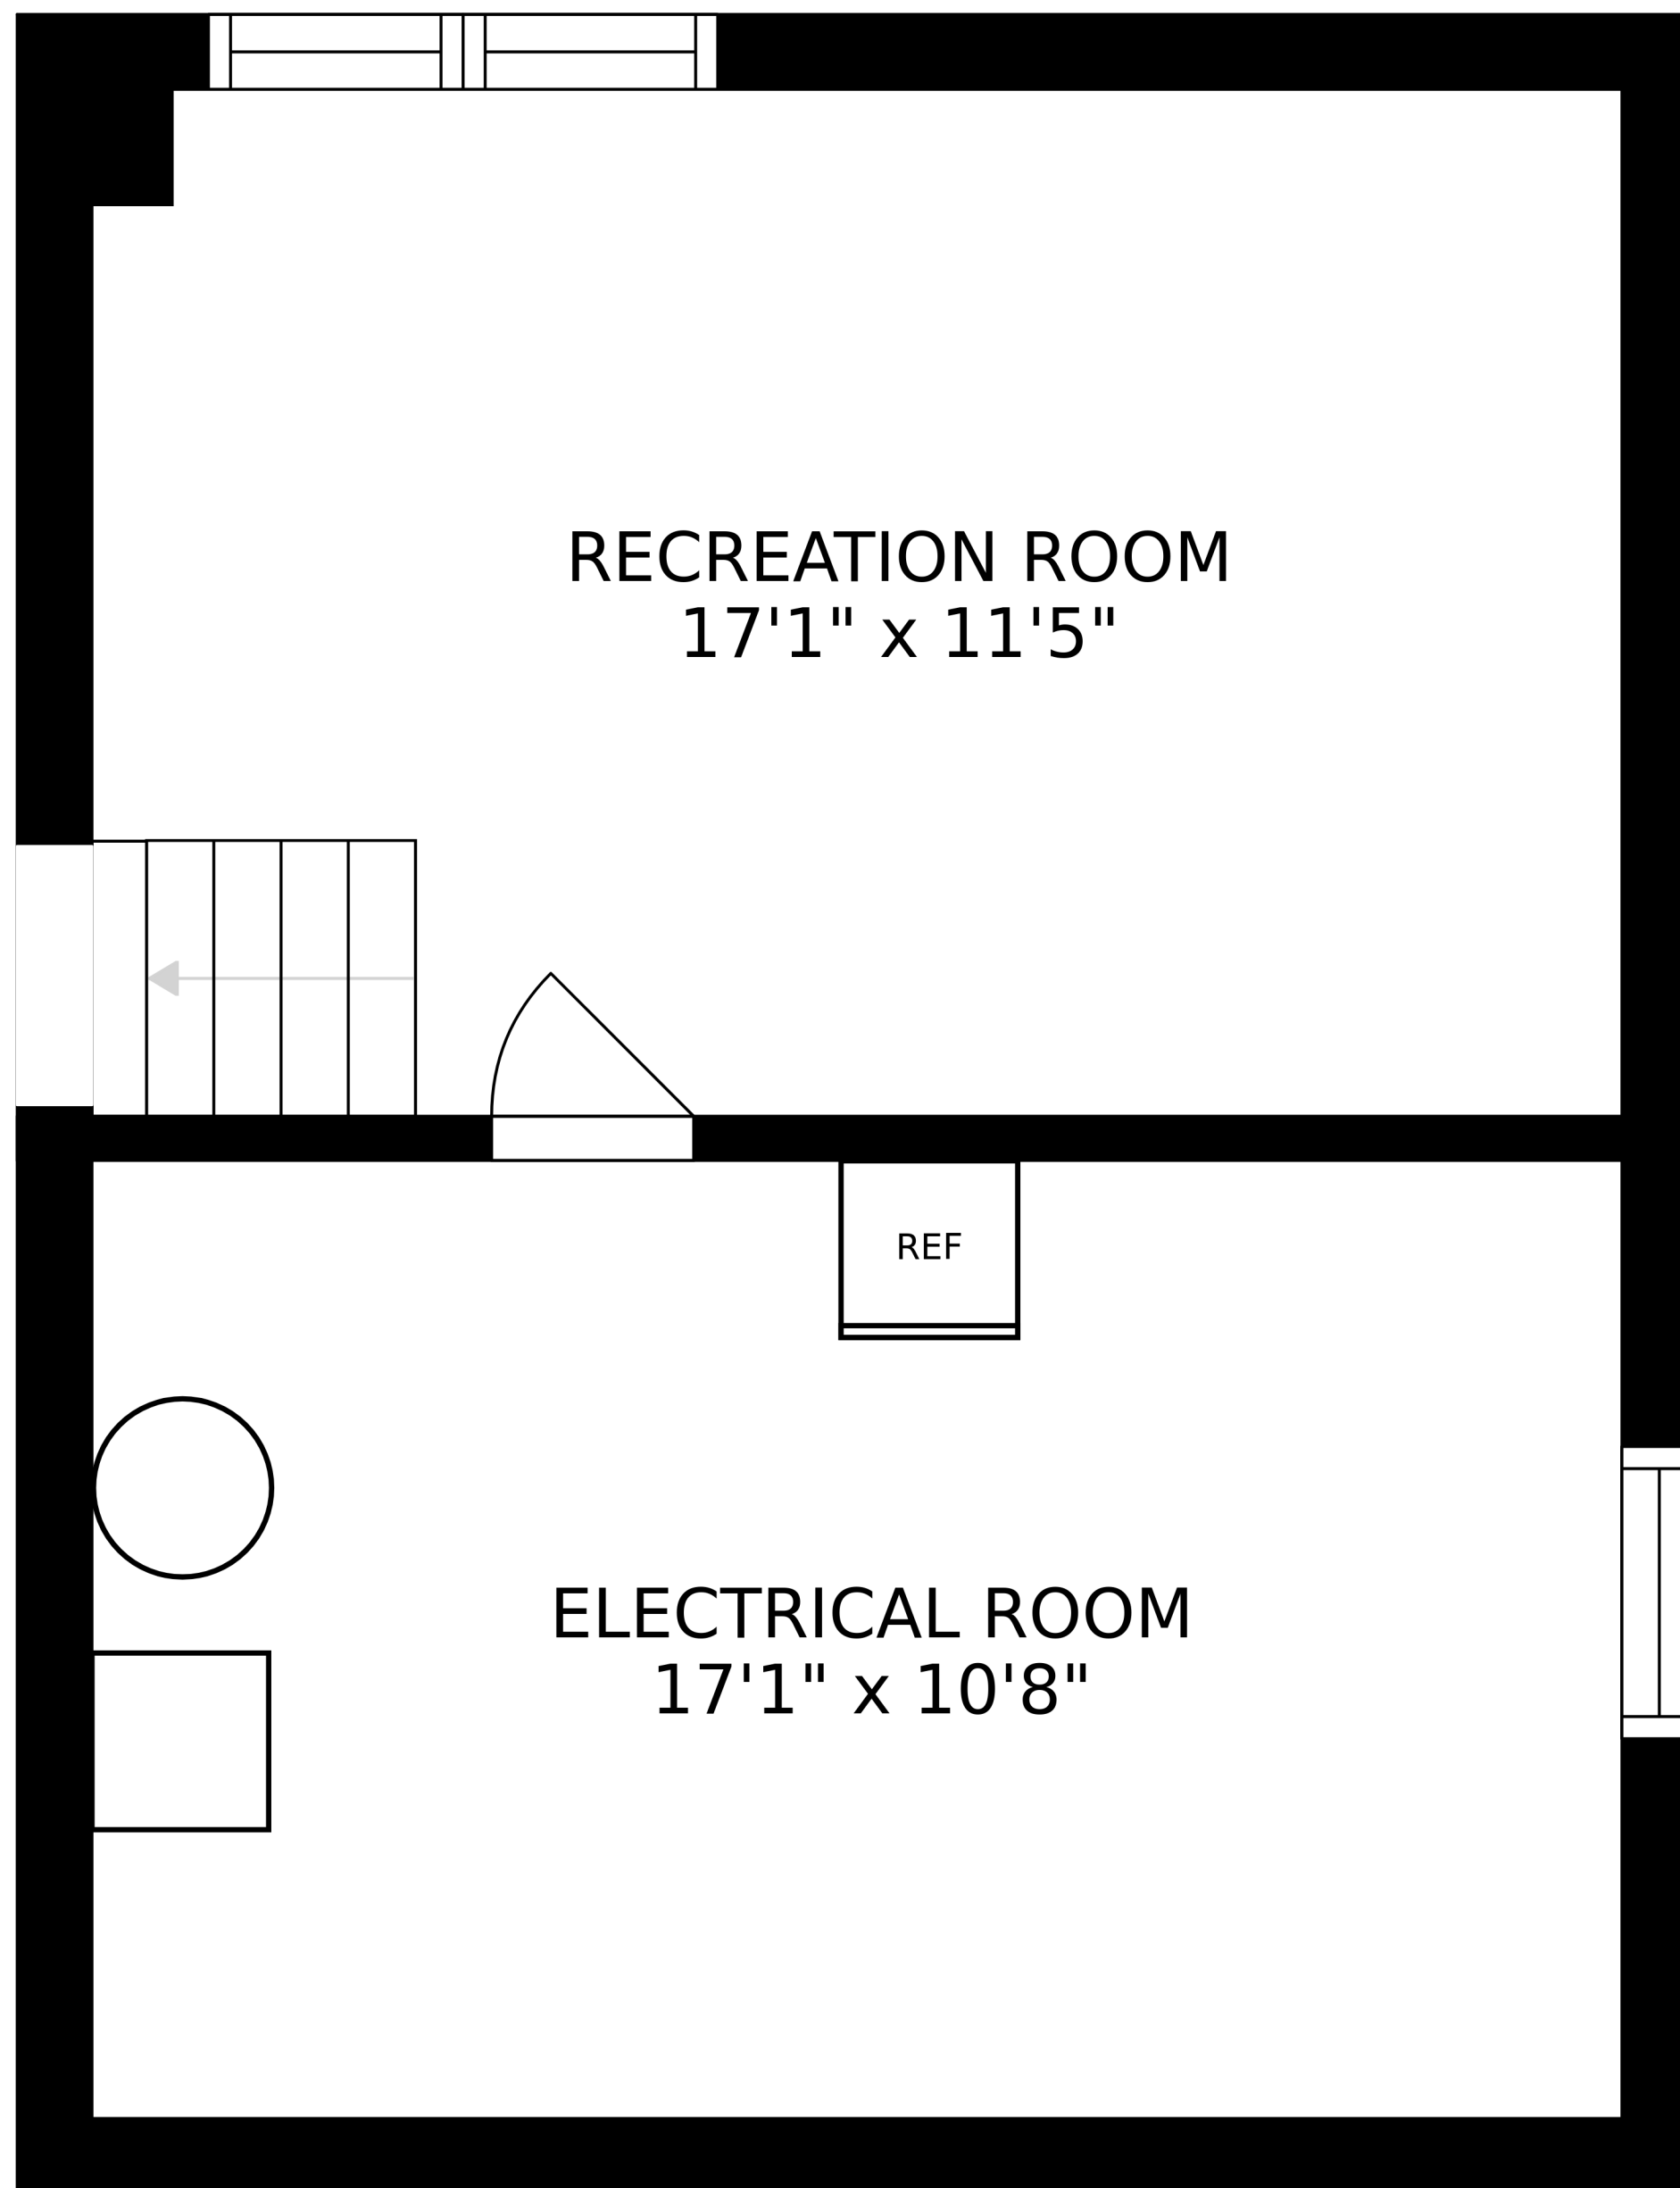 RECREATION ROOM
17'1" x 11'5"
REF
ELECTRICAL ROOM
17'1" x 10'8"